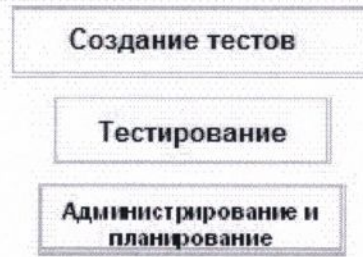 Создание тестов
Тестирование
Администрирование и
планирование